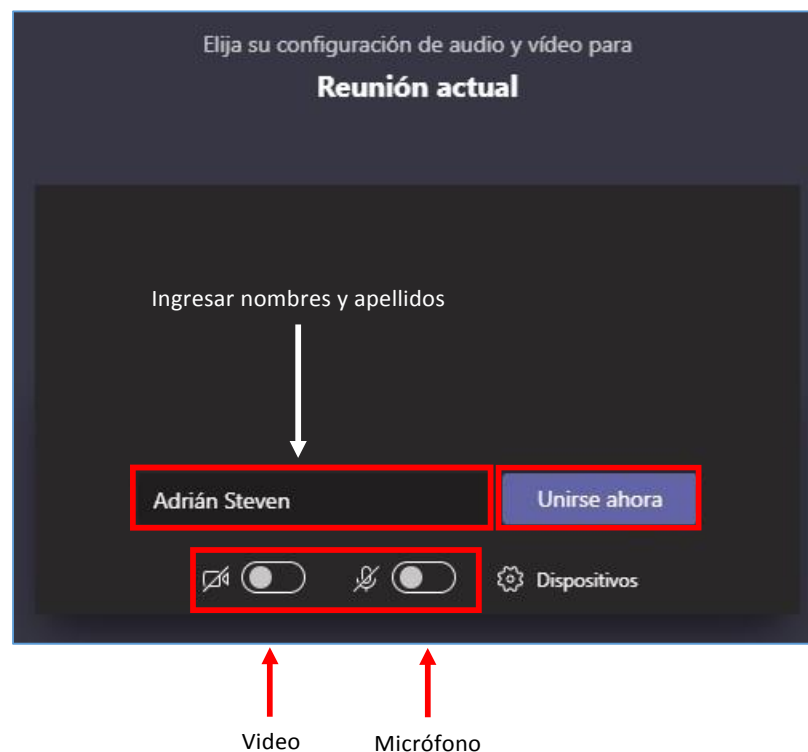 Elija su configuración de audio y vídeo para
Reunión actual
Ingresar nombres y apellidos
Adrián Steven
Unirse ahora
Dispositivos
Video
Micrófono